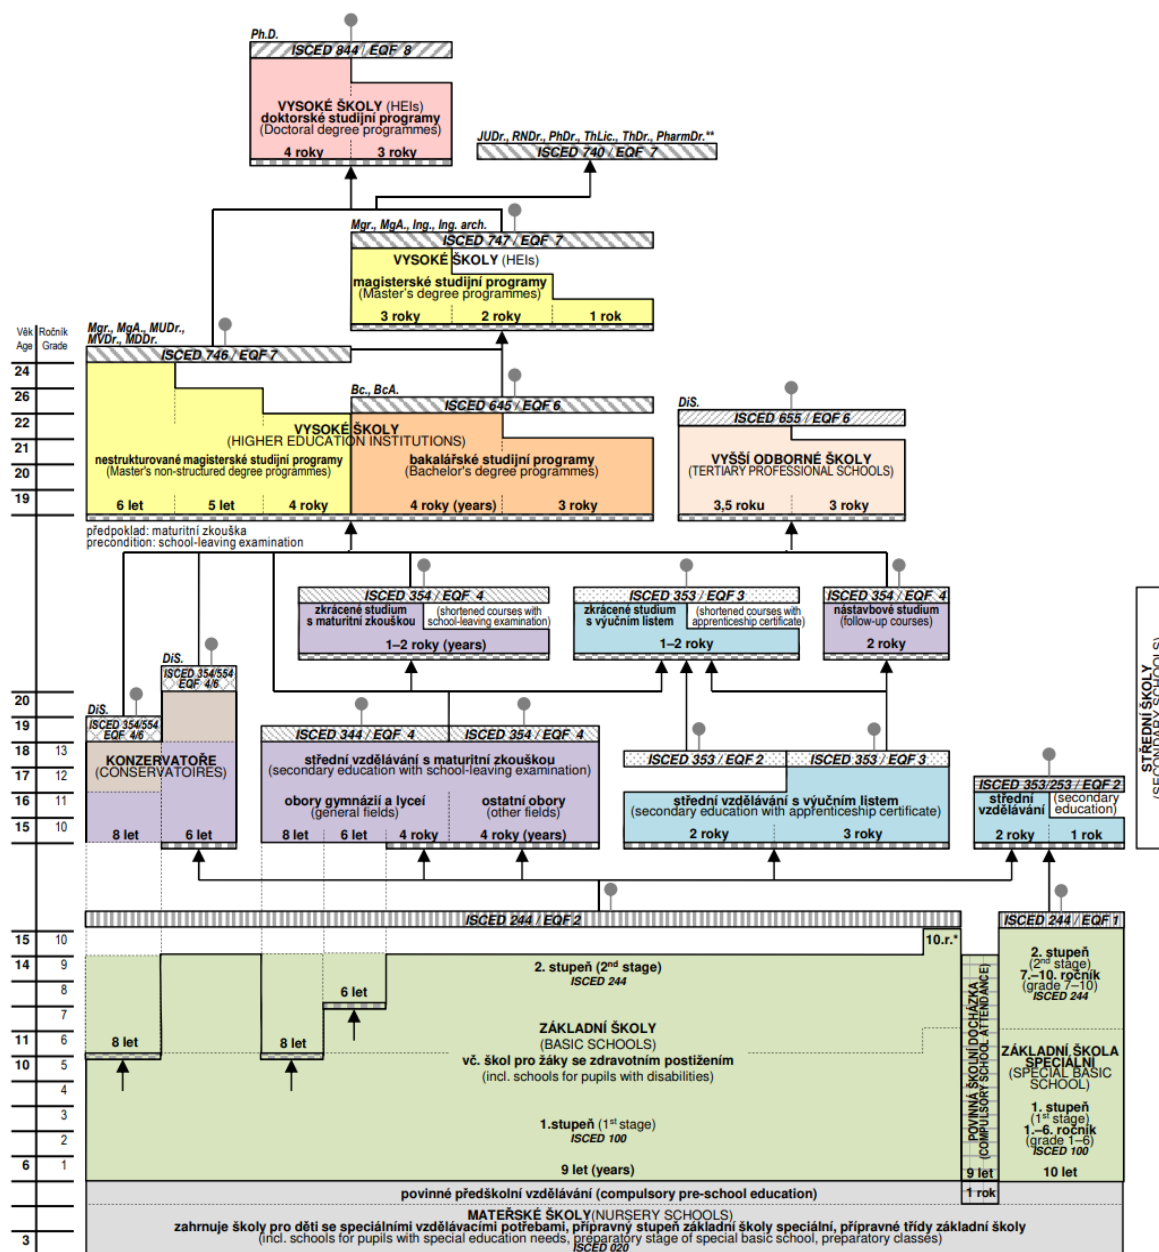 Ph.D.
ISCED 844 / EQF 8
VYSOKÉ ŠKOLY (HEIs)
doktorské studijní programy
(Doctoral degree programmes)
4 roky 3 roky
JUDr., RNDr., PhDr., ThLic., ThDr., PharmDr.**
ISCED 740 / EQF 7
Mgr., MgA., Ing., Ing. arch.
ISCED 747 / EQF 7
VYSOKÉ ŠKOLY (HEIs)
magisterské studijní programy
(Master's degree programmes)
3 roky 2 roky 1 rok
Věk Ročník
Age Grade
Mgr., MgA., MUDr.,
MVDr., MDDr.
ISCED 746 / EQF 7
24
26
22
21
20
19
Bc., BcA.
ISCED 645 / EQF 6
VYSOKÉ ŠKOLY
(HIGHER EDUCATION INSTITUTIONS)
nestrukturované magisterské studijní programy
(Master's non-structured degree programmes)
6 let 5 let 4 roky
bakalářské studijní programy
(Bachelor's degree programmes)
4 roky (years) 3 roky
DiS.
ISCED 655 / EQF 6
VYŠŠÍ ODBORNÉ ŠKOLY
(TERTIARY PROFESSIONAL SCHOOLS)
3,5 roku 3 roky
předpoklad: maturitní zkouška
precondition: school-leaving examination
ISCED 354 / EQF 4
zkrácené studium
s maturitní zkouškou
(shortened courses with
school-leaving examination)
1–2 roky (years)
ISCED 353 / EQF 3
zkrácené studium
s výučním listem
(shortened courses with
apprenticeship certificate)
1–2 roky
ISCED 354 / EQF 4
nástavbové studium
(follow-up courses)
2 roky
STŘEDNÍ ŠKOLY
(SECONDARY SCHOOLS)
20
19
18 13
17 12
16 11
15 10
DiS.
ISCED 354/554
EQF 4/6
DiS.
ISCED 354/554
EQF 4/6
KONZERVATOŘE
(CONSERVATOIRES)
8 let 6 let
ISCED 344 / EQF 4 ISCED 354 / EQF 4
střední vzdělávání s maturitní zkouškou
(secondary education with school-leaving examination)
obory gymnázií a lyceí
(general fields)
ostatní obory
(other fields)
8 let 6 let 4 roky 4 roky (years)
ISCED 353 / EQF 2 ISCED 353 / EQF 3
střední vzdělávání s výučním listem
(secondary education with apprenticeship certificate)
2 roky 3 roky
ISCED 353/253 / EQF 2
střední
vzdělávání
(secondary
education)
2 roky 1 rok
ISCED 244 / EQF 2
ISCED 244 / EQF 1
15 10
14 9
8
7
11 6
10 5
4
3
2
6 1
3
10.r.*
2. stupeň (2nd stage)
ISCED 244
6 let
8 let
8 let
ZÁKLADNÍ ŠKOLY
(BASIC SCHOOLS)
vč. škol pro žáky se zdravotním postižením
(incl. schools for pupils with disabilities)
1.stupeň (1st stage)
ISCED 100
9 let (years)
POVINNÁ ŠKOLNÍ DOCHÁZKA
(COMPULSORY SCHOOL ATTENDANCE)
9 let
1 rok
2. stupeň
(2nd stage)
7.–10. ročník
(grade 7–10)
ISCED 244
ZÁKLADNÍ ŠKOLA
SPECIÁLNÍ
(SPECIAL BASIC
SCHOOL)
1. stupeň
(1st stage)
1.–6. ročník
(grade 1–6)
ISCED 100
10 let
povinné předškolní vzdělávání (compulsory pre-school education)
MATEŘSKÉ ŠKOLY(NURSERY SCHOOLS)
zahrnuje školy pro děti se speciálními vzdělávacími potřebami, přípravný stupeň základní školy speciální, přípravné třídy základní školy
(incl. schools for pupils with special education needs, preparatory stage of special basic school, preparatory classes)
ISCED 020